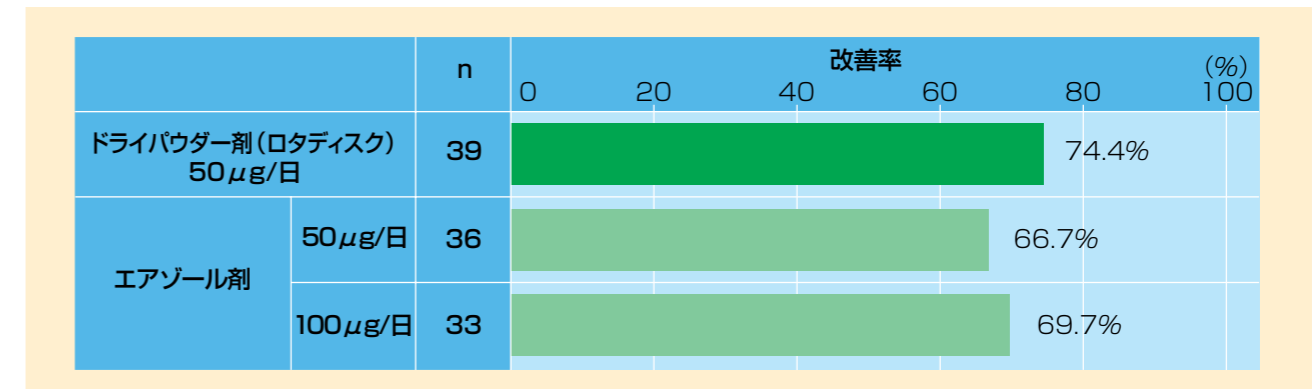 n
改善率
(%)
0 20 40 60 80 100
ドライパウダー剤(ロタディスク)
50μg/日
39
74.4%
エアゾール剤
50μg/日
36
66.7%
100μg/日
33
69.7%